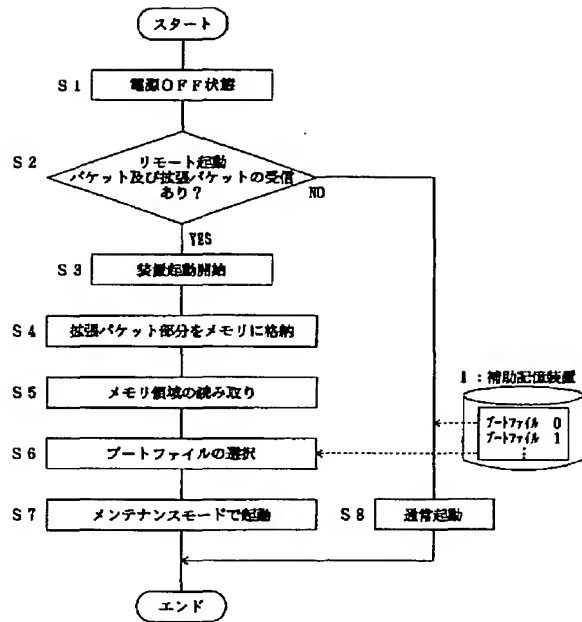 スタート
S1
電源OFF状態
S2
リモート起動
パケット及び拡張パケットの受信
あり？
NO
YES
S3
装置起動開始
S4
拡張パケット部分をメモリに格納
1：補助記憶装置
S5
メモリ領域の読み取り
ブートファイル 0
ブートファイル 1
⋮
S6
ブートファイルの選択
S7
メンテナンスモードで起動
S8
通常起動
エンド